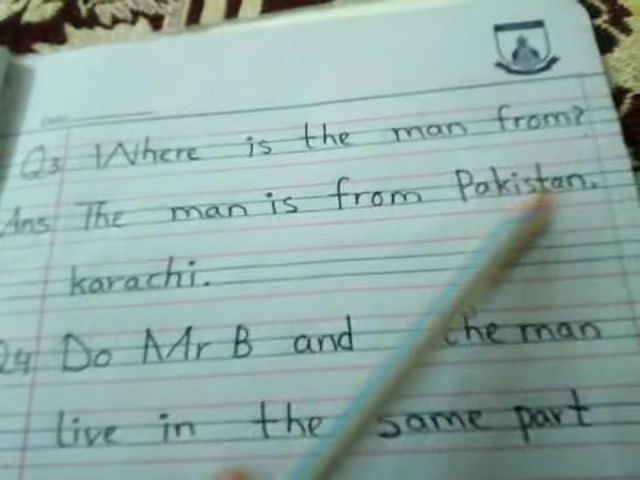 Q3 Where is the man from?
Ans The man is from Pakistan.
karachi.
Q4 Do Mr B and the man
live in the same part